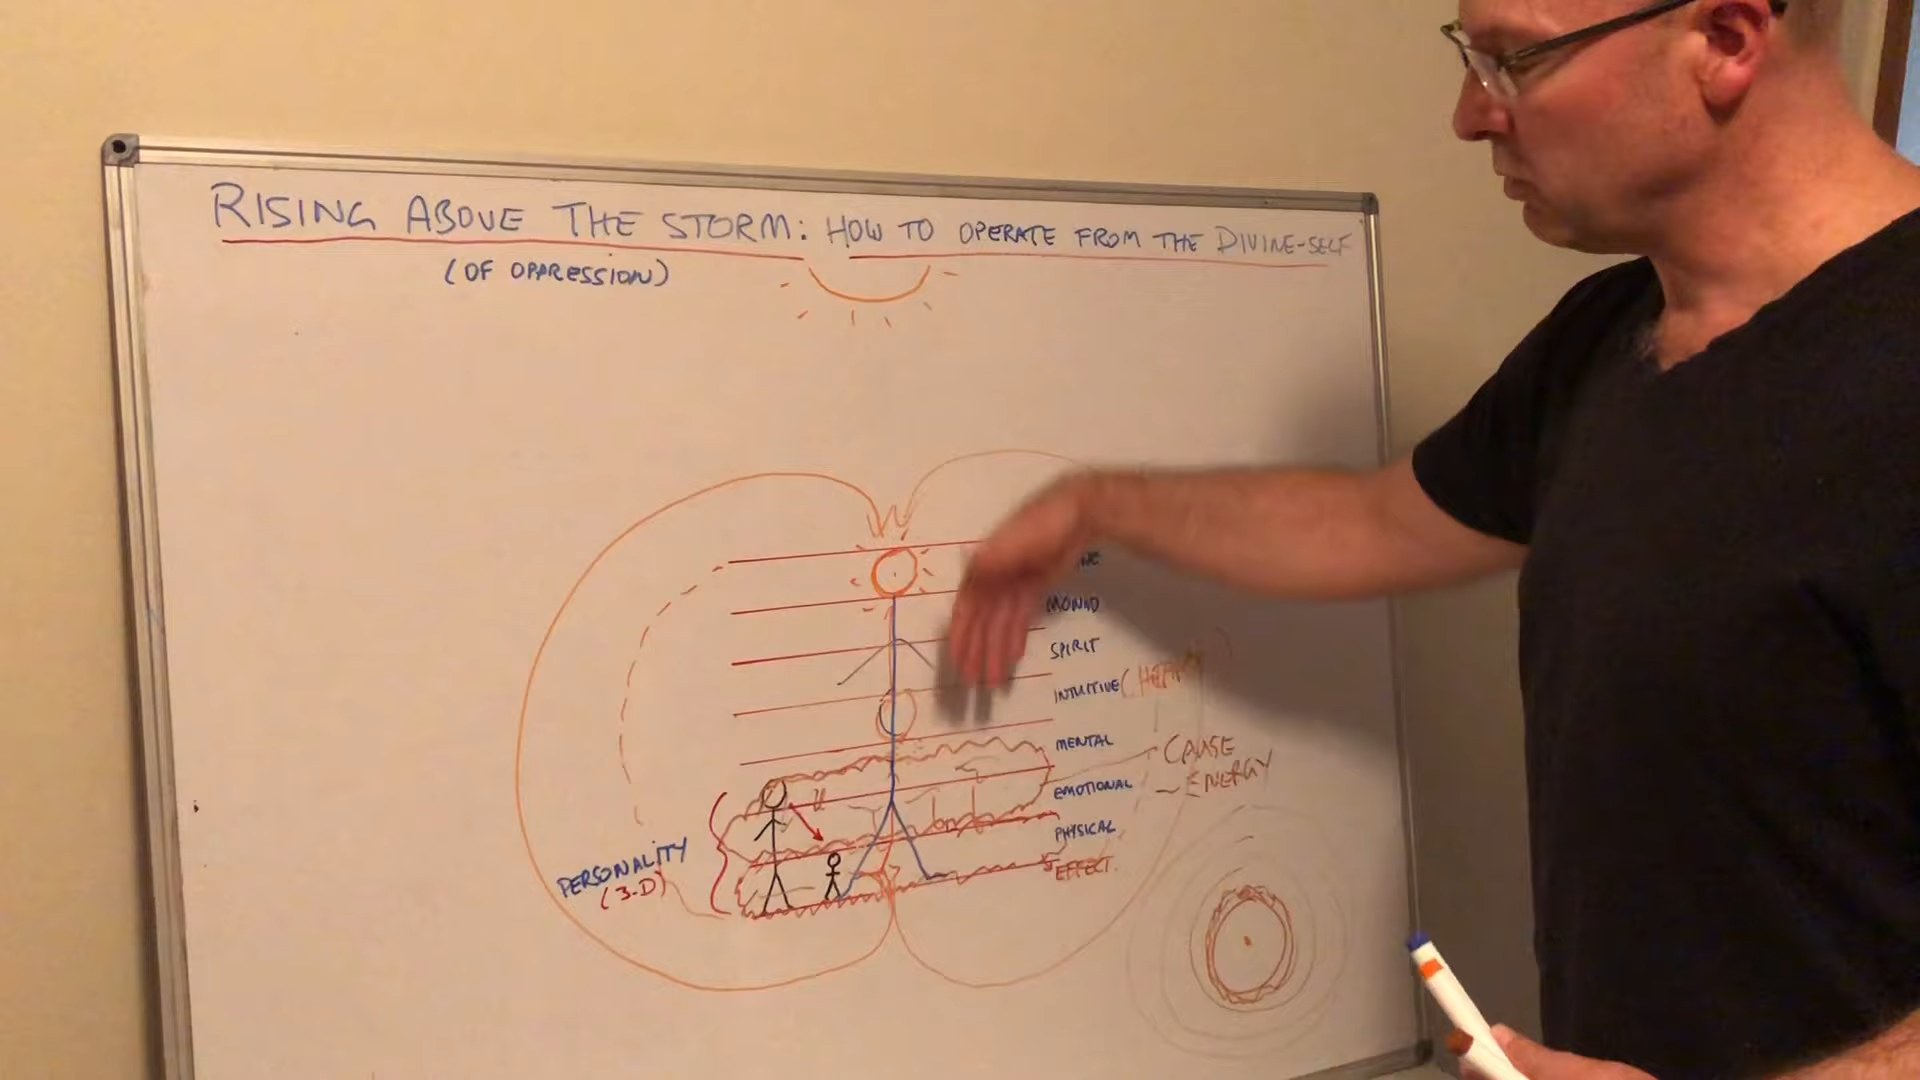 RISING ABOVE THE STORM: HOW TO OPERATE FROM THE DIVINE-SELF
(OF OPPRESSION)
MONAD
SPIRIT
INTUITIVE
MENTAL
CAUSE
ENERGY
EMOTIONAL
PHYSICAL
EFFECT.
PERSONALITY
(3-D)